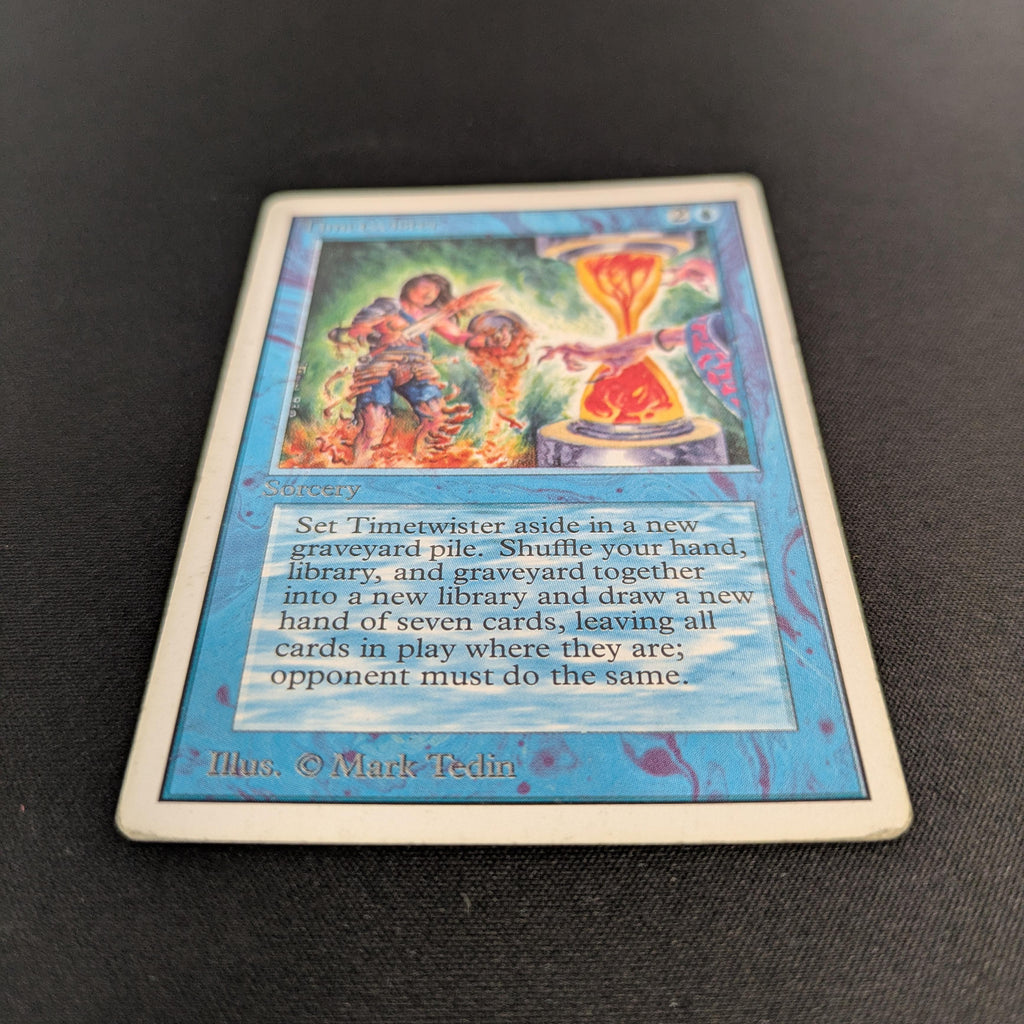 Timetwister
2
Sorcery
Set Timetwister aside in a new
graveyard pile. Shuffle your hand,
library, and graveyard together
into a new library and draw a new
hand of seven cards, leaving all
cards in play where they are;
opponent must do the same.
Illus. © Mark Tedin